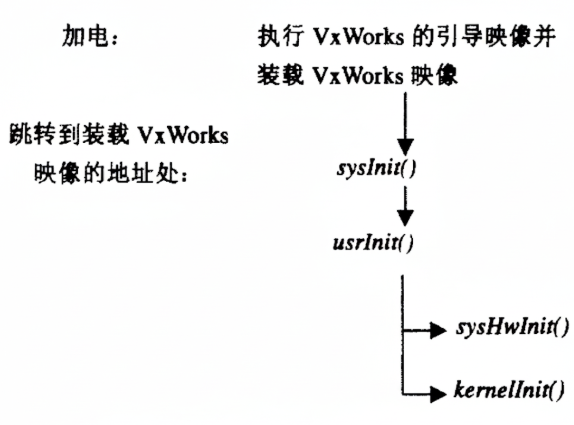 加电：
执行 VxWorks 的引导映像并
装载 VxWorks 映像
跳转到装载 VxWorks
映像的地址处：
sysInit()
usrInit()
sysHwInit()
kernelInit()